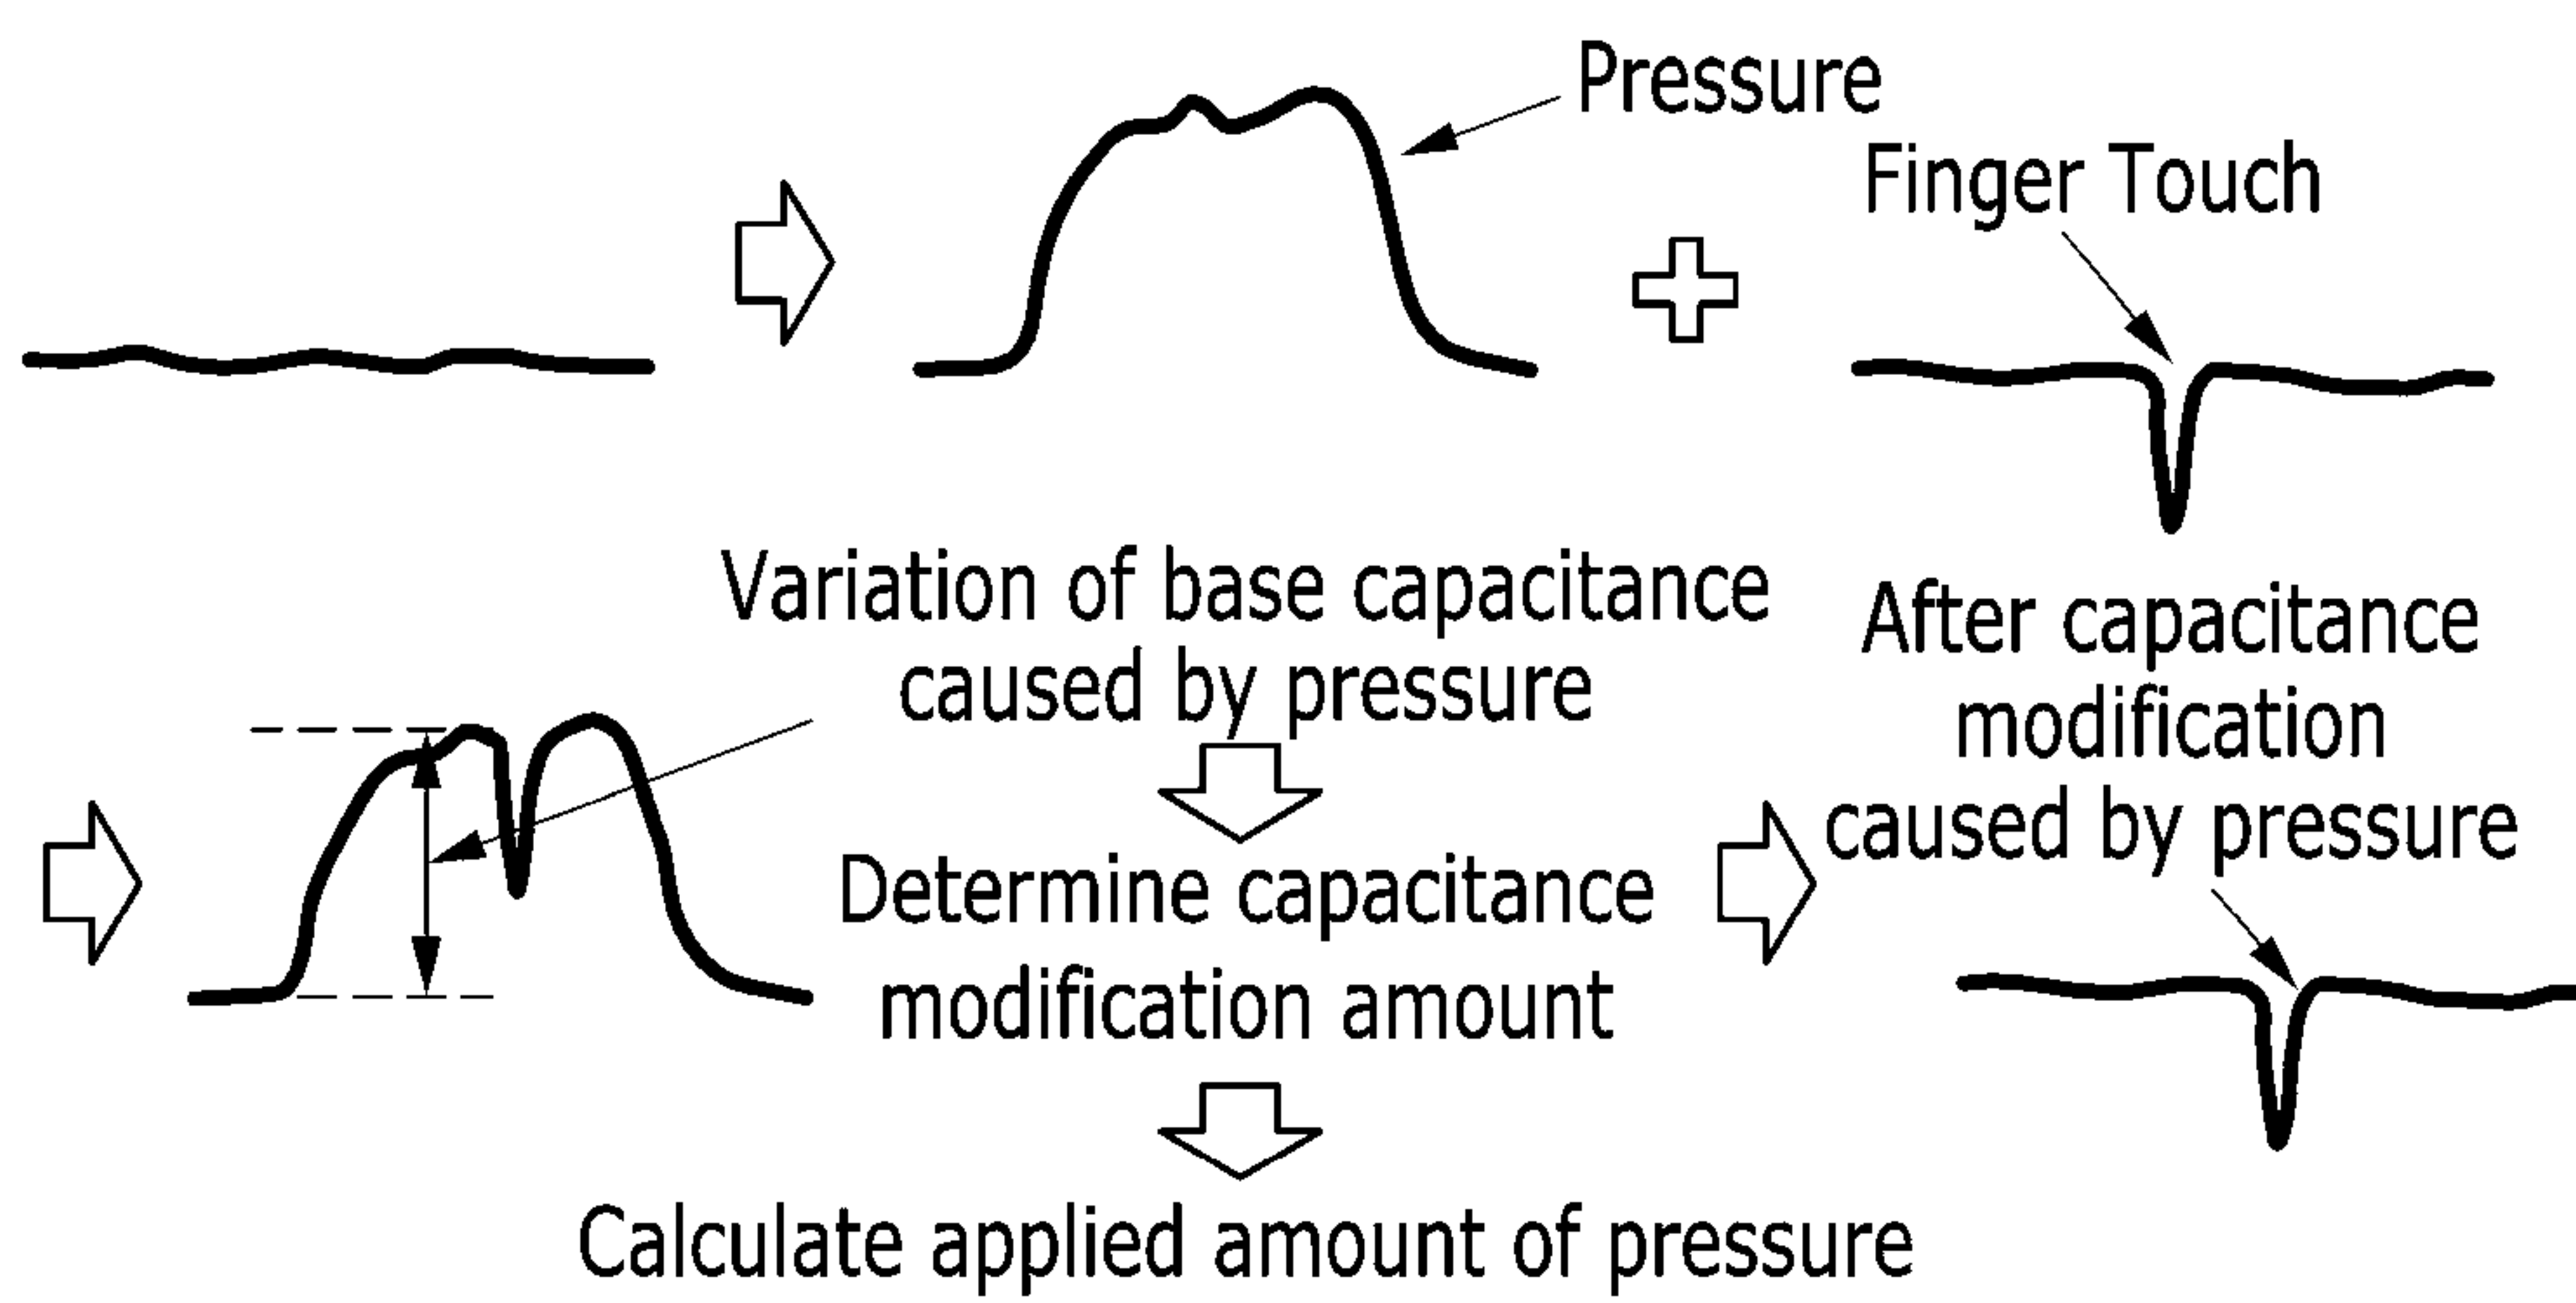 Pressure
Finger Touch
Variation of base capacitance
caused by pressure
Determine capacitance
modification amount
Calculate applied amount of pressure
After capacitance
modification
caused by pressure